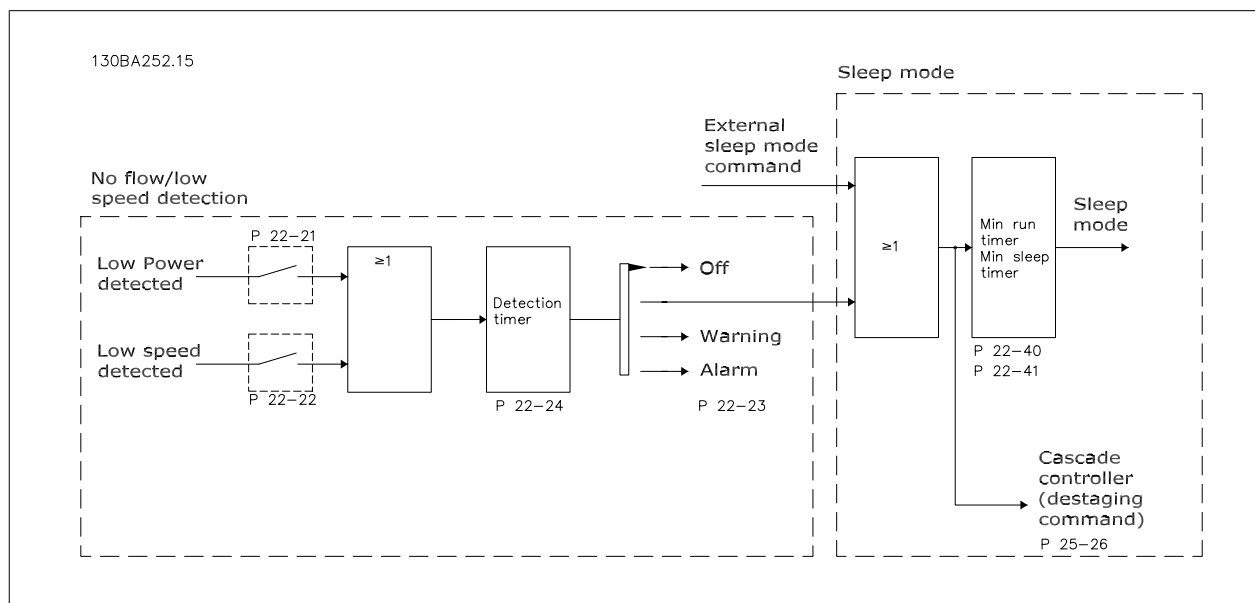 130BA252.15
Sleep mode
External
sleep mode
command
No flow/low
speed detection
P 22-21
Low Power
detected
≥1
Low speed
detected
P 22-22
Detection
timer
P 22-24
Off
Warning
Alarm
P 22-23
≥1
Min run
timer
Min sleep
timer
P 22-40
P 22-41
Sleep
mode
Cascade
controller
(destaging
command)
P 25-26